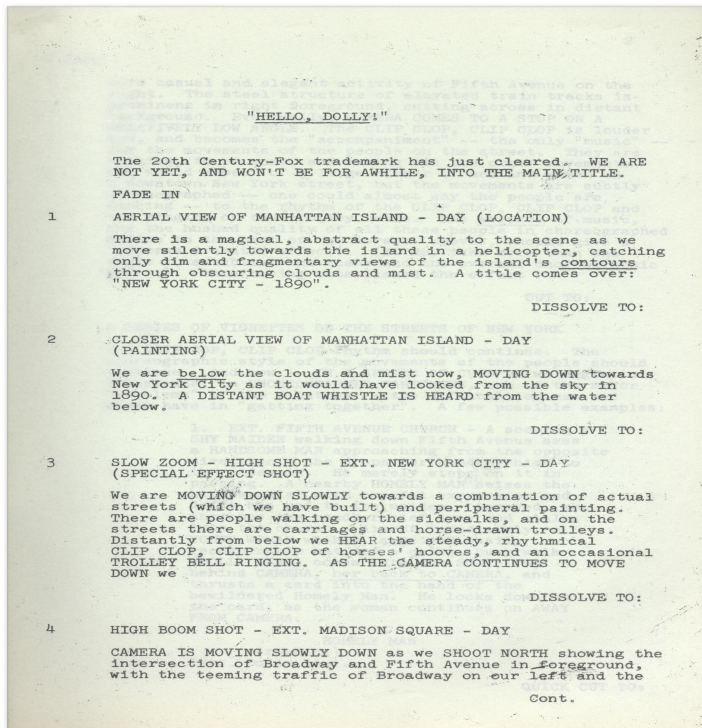 "HELLO, DOLLY!"
The 20th Century-Fox trademark has just cleared. WE ARE
NOT YET, AND WON'T BE FOR AWHILE, INTO THE MAIN TITLE.
FADE IN
1 AERIAL VIEW OF MANHATTAN ISLAND - DAY (LOCATION)
There is a magical, abstract quality to the scene as we
move silently towards the island in a helicopter, catching
only dim and fragmentary views of the island's contours
through obscuring clouds and mist. A title comes over:
"NEW YORK CITY - 1890".
DISSOLVE TO:
2 CLOSER AERIAL VIEW OF MANHATTAN ISLAND - DAY
(PAINTING)
We are below the clouds and mist now, MOVING DOWN towards
New York City as it would have looked from the sky in
1890. A DISTANT BOAT WHISTLE IS HEARD from the water
below.
DISSOLVE TO:
3 SLOW ZOOM - HIGH SHOT - EXT. NEW YORK CITY - DAY
(SPECIAL EFFECT SHOT)
We are MOVING DOWN SLOWLY towards a combination of actual
streets (which we have built) and peripheral painting.
There are people walking on the sidewalks, and on the
streets there are carriages and horse-drawn trolleys.
Distantly from below we HEAR the steady, rhythmical
CLIP CLOP, CLIP CLOP of horses' hooves, and an occasional
TROLLEY BELL RINGING. AS THE CAMERA CONTINUES TO MOVE
DOWN we
DISSOLVE TO:
4 HIGH BOOM SHOT - EXT. MADISON SQUARE - DAY
CAMERA IS MOVING SLOWLY DOWN as we SHOOT NORTH showing the
intersection of Broadway and Fifth Avenue in foreground,
with the teeming traffic of Broadway on our left and the
Cont.